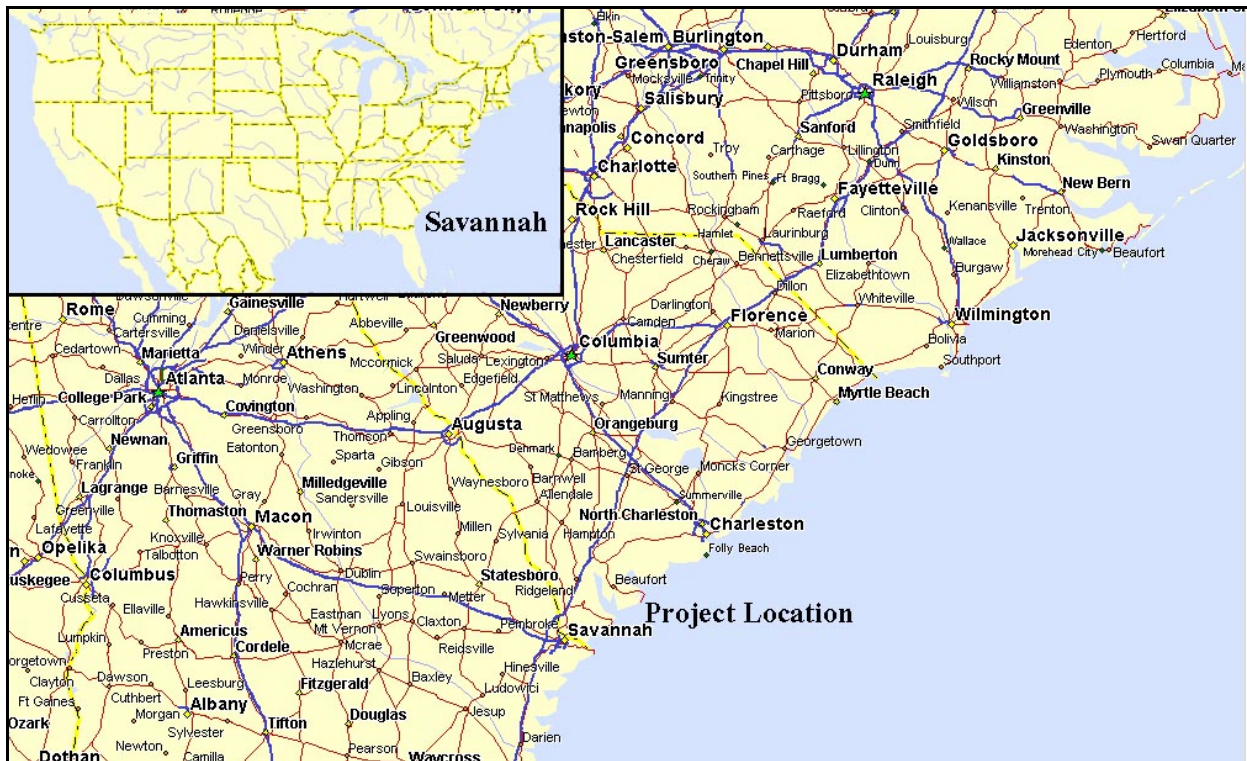 Savannah
Elkin
Burlington
Greensboro
Mocksville
Trinity
Durham
Louisburg
Chapel Hill
Raleigh
Rocky Mount
Edenton
Hertford
Williamston
Plymouth
Columbia
Pittsboro
Salisbury
Wilson
Greenville
Washington
Swan Quarter
Concord
Sanford
Smithfield
Lillington
Goldsboro
Troy
Carthage
Dunn
Charlotte
Kinston
Southern Pines
Ft Bragg
Fayetteville
New Bern
Rock Hill
Rockingham
Raeford
Clinton
Kenansville
Trenton
Lancaster
Hamlet
Laurinburg
Jacksonville
Wallace
Chesterfield
Cheraw
Bennettsville
Lumberton
Morehead City
Beaufort
Elizabethtown
Burgaw
Dillon
Whiteville
Rome
Cumming
Gainesville
Newberry
Darlington
Abbeville
Camden
Florence
Wilmington
Cartersville
Danielsville
Greenwood
Marion
Bolivia
Cedartown
Marietta
Winder
Athens
Columbia
Southport
Mccormick
Saluda
Lexington
Sumter
Dallas
Atlanta
Monroe
Washington
Lincolnton
Edgefield
Conway
College Park
Heflin
St Matthews
Manning
Kingstree
Myrtle Beach
Carrollton
Covington
Appling
Greensboro
Augusta
Orangeburg
Newnan
Eatonton
Thomson
Georgetown
Wedowee
Denmark
Bamberg
Franklin
Griffin
Sparta
Gibson
St George
Moncks Corner
Lagrange
Barnesville
Milledgeville
Waynesboro
Barnwell
Allendale
Greenville
Gray
Sandersville
Summerville
Thomaston
Macon
Louisville
North Charleston
Lafayette
Charleston
Opelika
Knoxville
Irwinton
Millen
Sylvania
Hampton
Talbotton
Warner Robins
Swainsboro
Folly Beach
Columbus
Perry
Dublin
Statesboro
Beaufort
Cusseta
Cochran
Soperton
Metter
Ridgeland
Ellaville
Hawkinsville
Eastman
Lyons
Project Location
Lumpkin
Americus
Mt Vernon
Claxton
Pembroke
Savannah
Preston
Cordele
Mcrae
Reidsville
Hazlehurst
Hinesville
Clayton
Dawson
Leesburg
Fitzgerald
Baxley
Ludowici
Ft Gaines
Cuthbert
Albany
Ozark
Morgan
Tifton
Douglas
Jesup
Sylvester
Newton
Darien
Dothan
Camilla
Pearson
Waycross